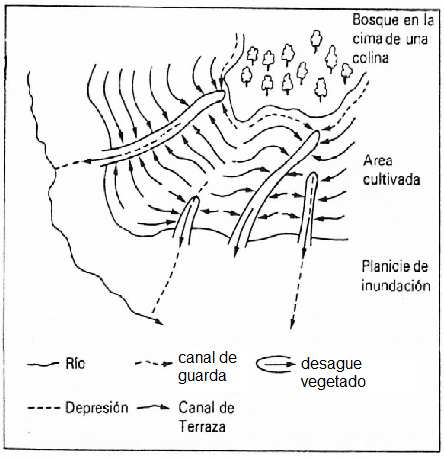 Bosque en la
cima de una
colina
Area
cultivada
Planicie de
inundación
Río
canal de
guarda
desague
vegetado
Depresión
Canal de
Terraza